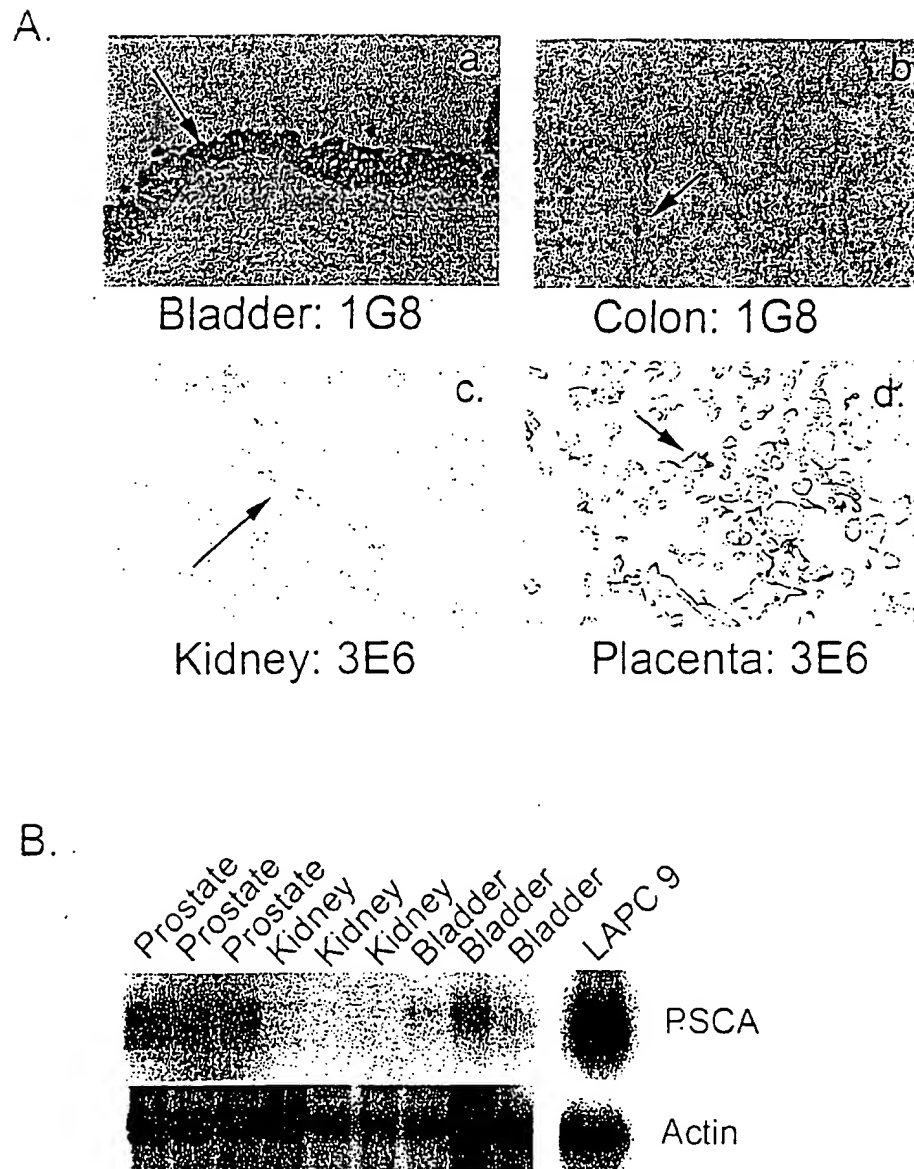 A.
a
b
Bladder: 1G8
Colon: 1G8
c.
d.
Kidney: 3E6
Placenta: 3E6
B.
Prostate
Prostate
Prostate
Kidney
Kidney
Kidney
Bladder
Bladder
Bladder
LAPC 9
PSCA
Actin